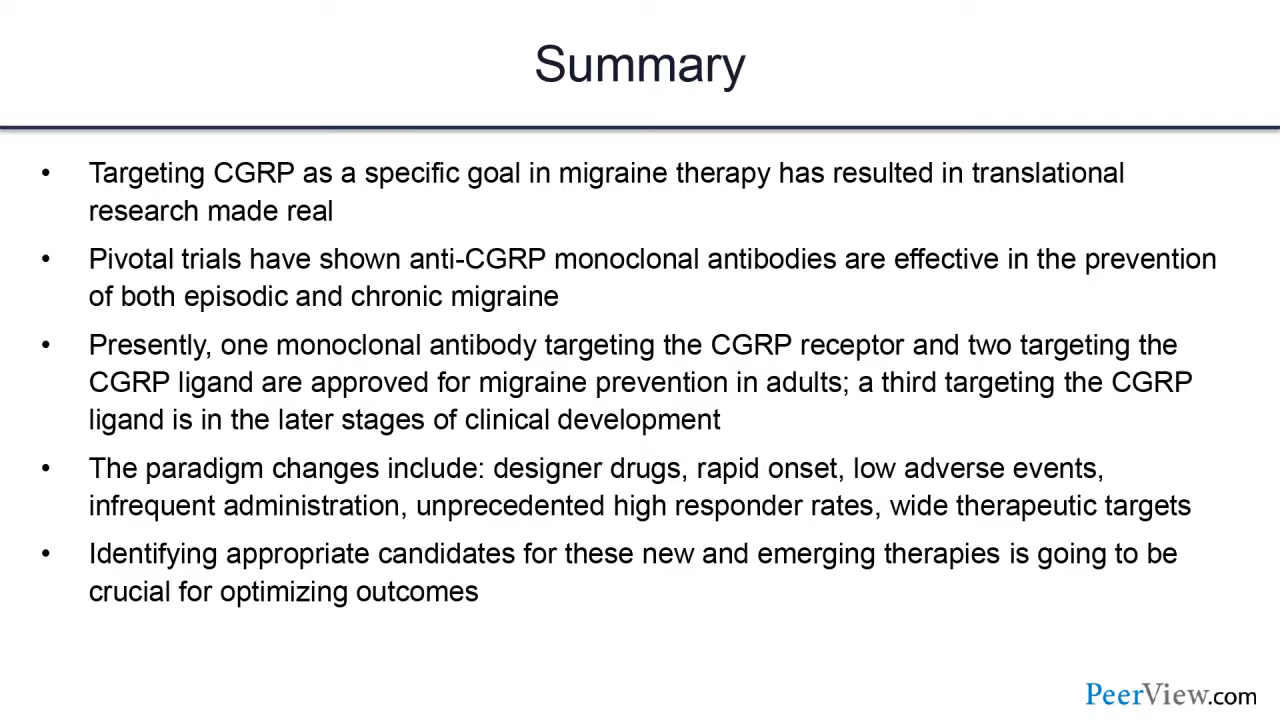 Summary
• Targeting CGRP as a specific goal in migraine therapy has resulted in translational
research made real
• Pivotal trials have shown anti-CGRP monoclonal antibodies are effective in the prevention
of both episodic and chronic migraine
• Presently, one monoclonal antibody targeting the CGRP receptor and two targeting the
CGRP ligand are approved for migraine prevention in adults; a third targeting the CGRP
ligand is in the later stages of clinical development
• The paradigm changes include: designer drugs, rapid onset, low adverse events,
infrequent administration, unprecedented high responder rates, wide therapeutic targets
• Identifying appropriate candidates for these new and emerging therapies is going to be
crucial for optimizing outcomes
PeerView.com